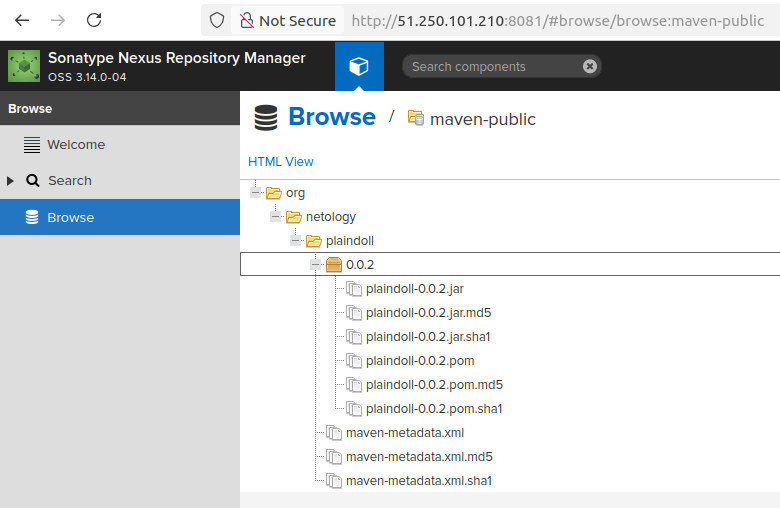 Not Secure http://51.250.101.210:8081/#browse/browse:maven-public
Sonatype Nexus Repository Manager
OSS 3.14.0-04
Search components
Browse
Welcome
Search
Browse
Browse / maven-public
HTML View
org
netology
plaindoll
0.0.2
plaindoll-0.0.2.jar
plaindoll-0.0.2.jar.md5
plaindoll-0.0.2.jar.sha1
plaindoll-0.0.2.pom
plaindoll-0.0.2.pom.md5
plaindoll-0.0.2.pom.sha1
maven-metadata.xml
maven-metadata.xml.md5
maven-metadata.xml.sha1